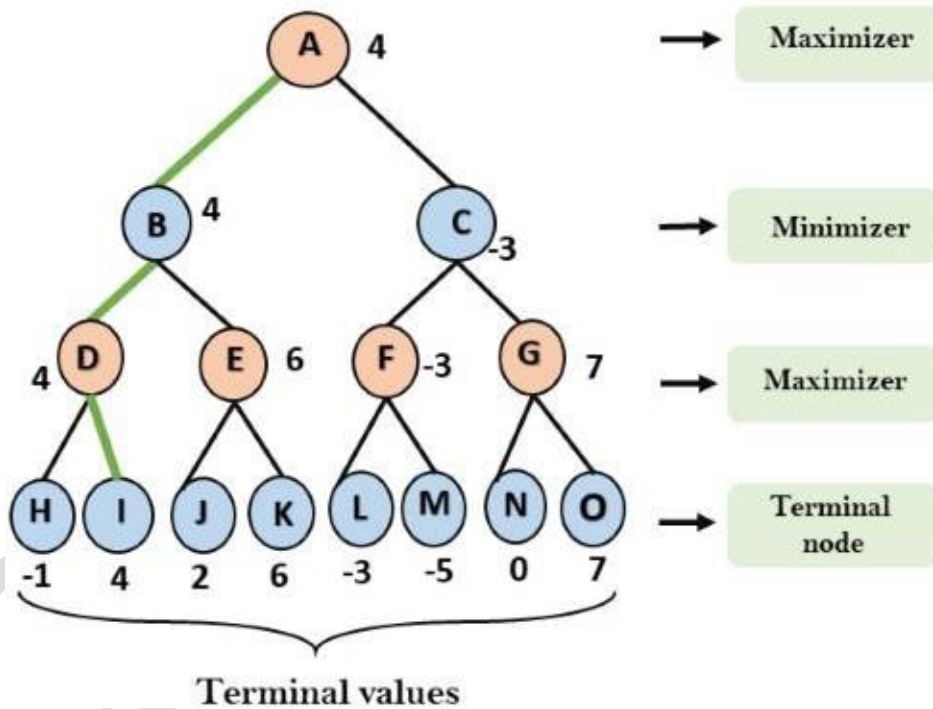 A 4
Maximizer
B 4
C -3
Minimizer
4 D
E 6
F -3
G 7
Maximizer
H I J K L M N O
Terminal
node
-1 4 2 6 -3 -5 0 7
Terminal values